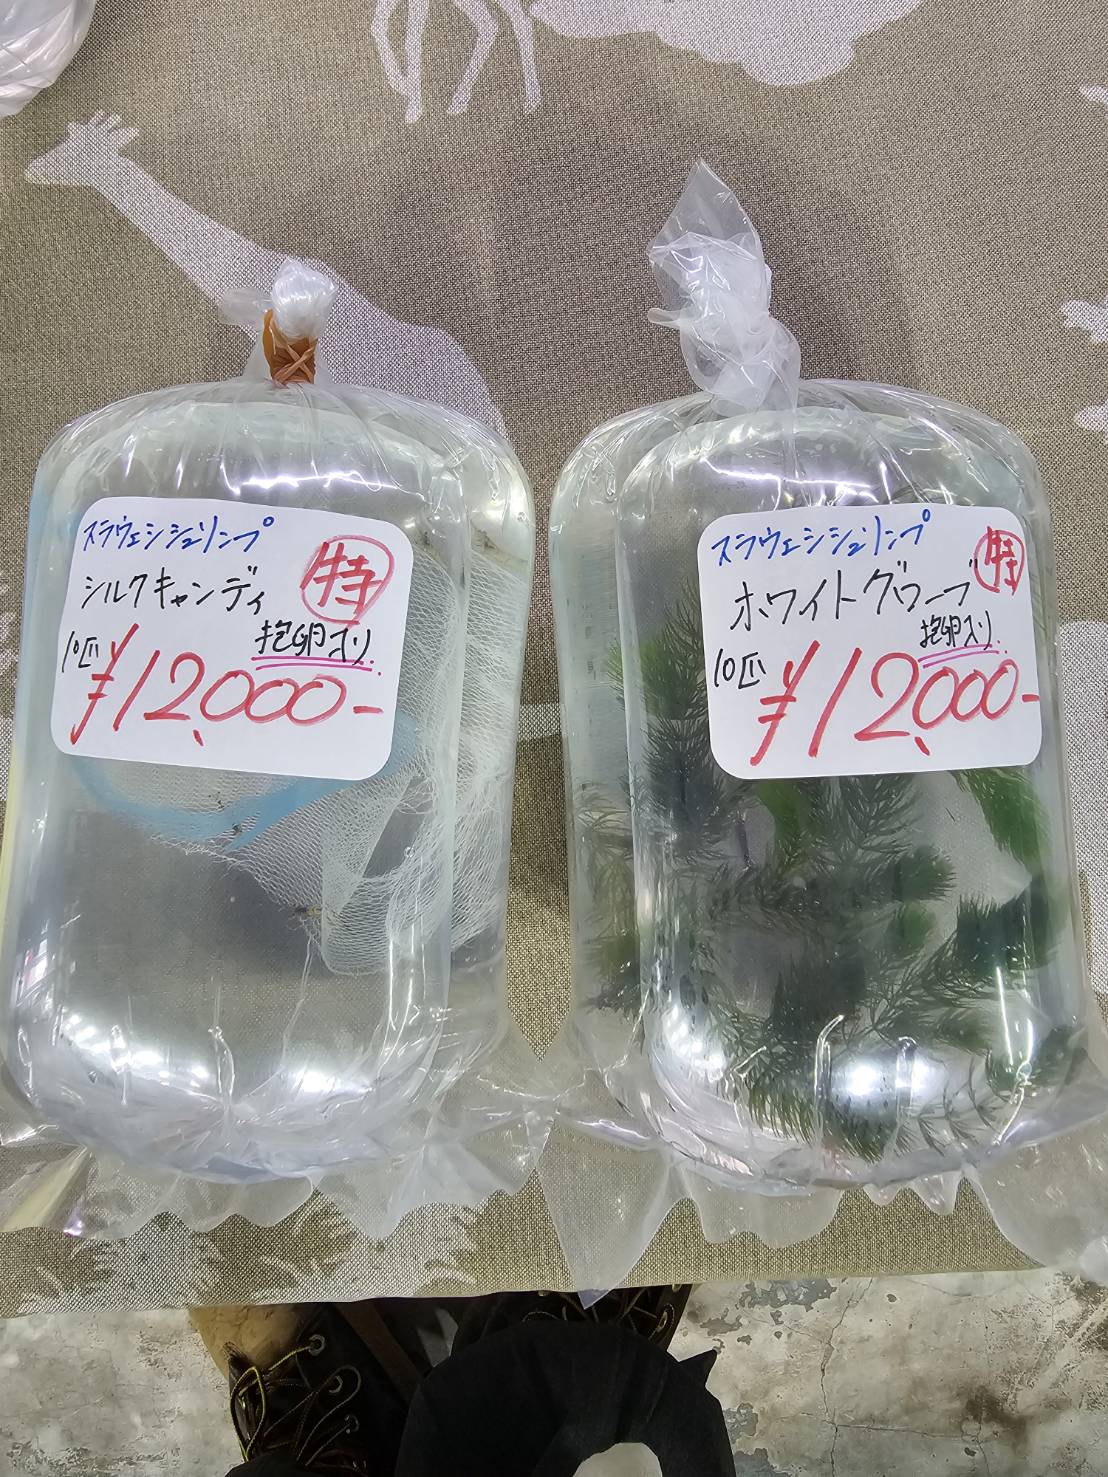 スラウェシシュリンプ
シルクキャンディ
特
抱卵入り
10匹 ¥12,000-
スラウェシシュリンプ
特
ホワイトグローブ
抱卵入り
10匹 ¥12,000-